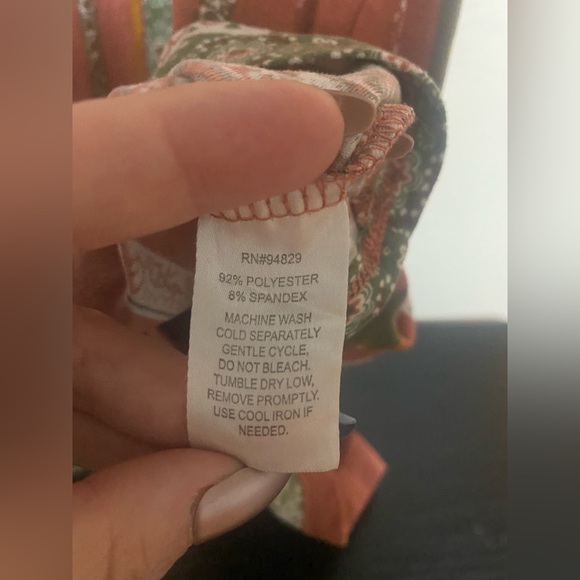 RN#94829
92% POLYESTER
8% SPANDEX
MACHINE WASH
COLD SEPARATELY
GENTLE CYCLE,
DO NOT BLEACH.
TUMBLE DRY LOW,
REMOVE PROMPTLY.
USE COOL IRON IF
NEEDED.